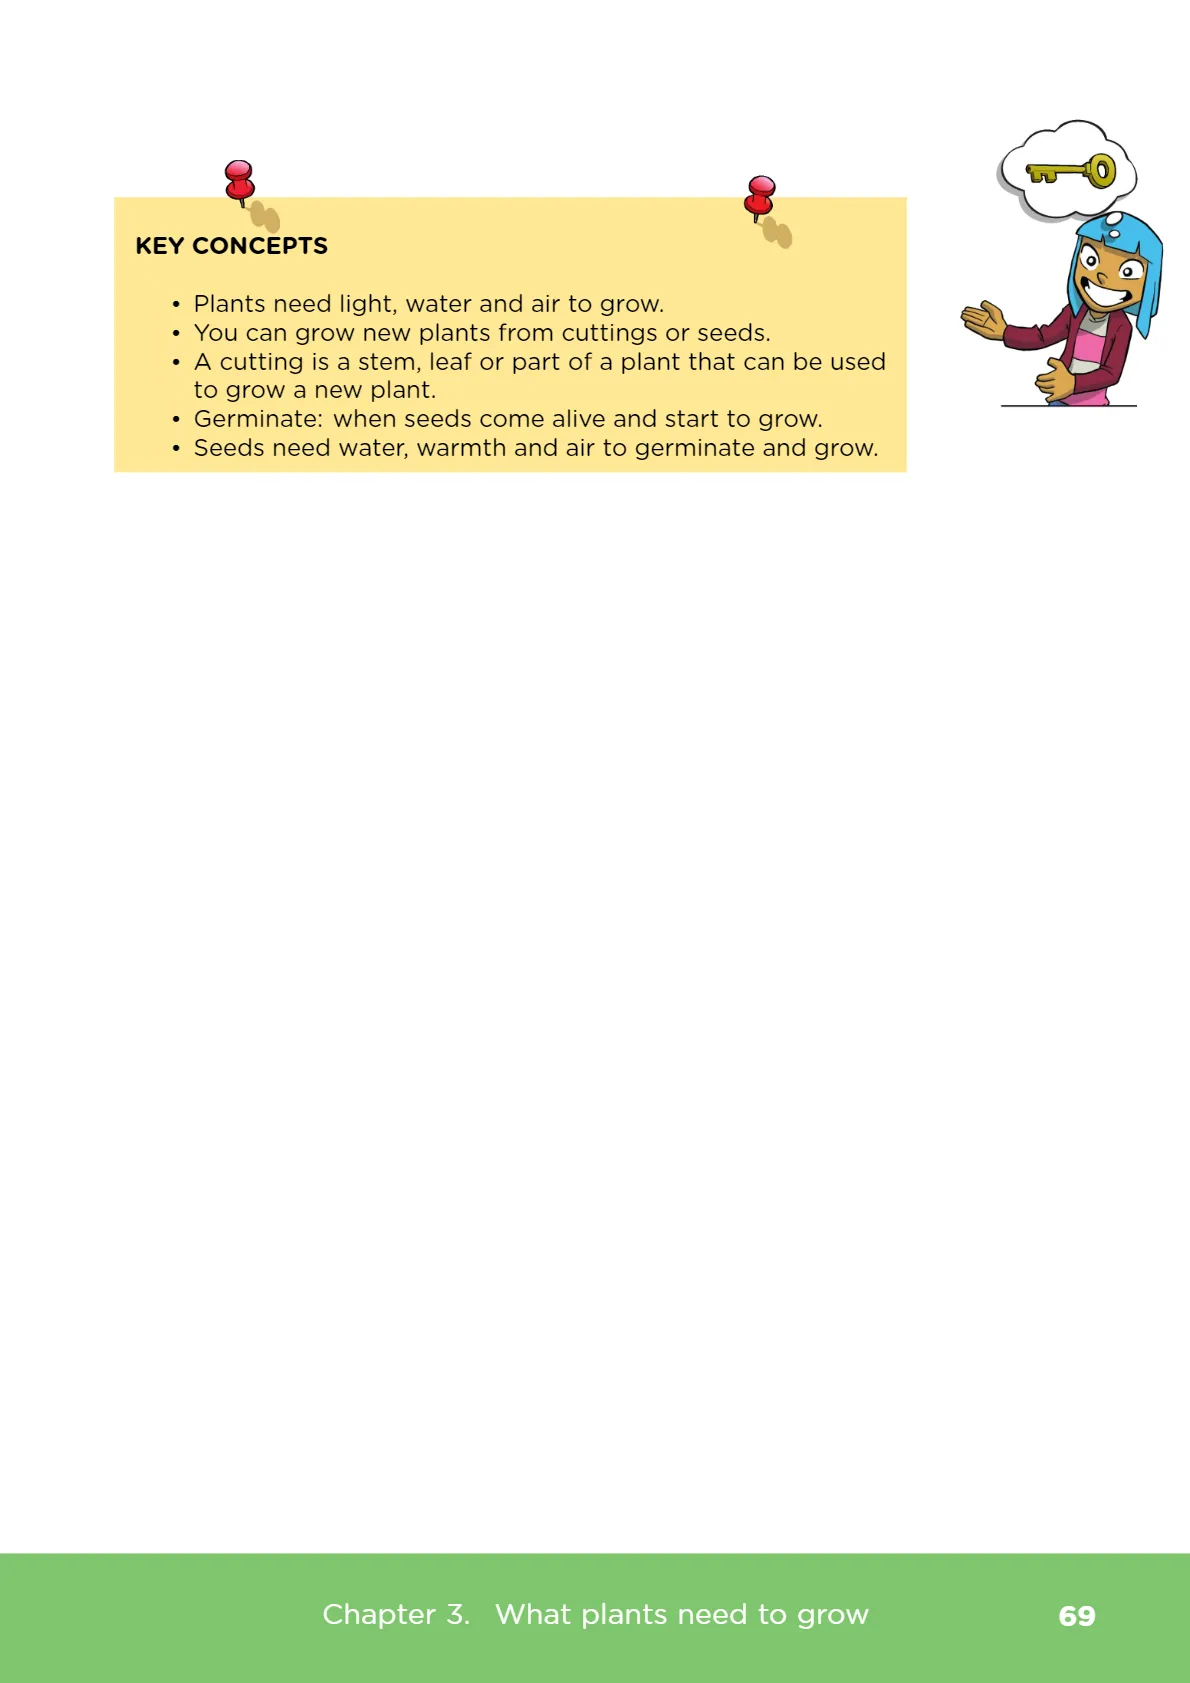 KEY CONCEPTS
• Plants need light, water and air to grow.
• You can grow new plants from cuttings or seeds.
• A cutting is a stem, leaf or part of a plant that can be used
to grow a new plant.
• Germinate: when seeds come alive and start to grow.
• Seeds need water, warmth and air to germinate and grow.
Chapter 3. What plants need to grow 69